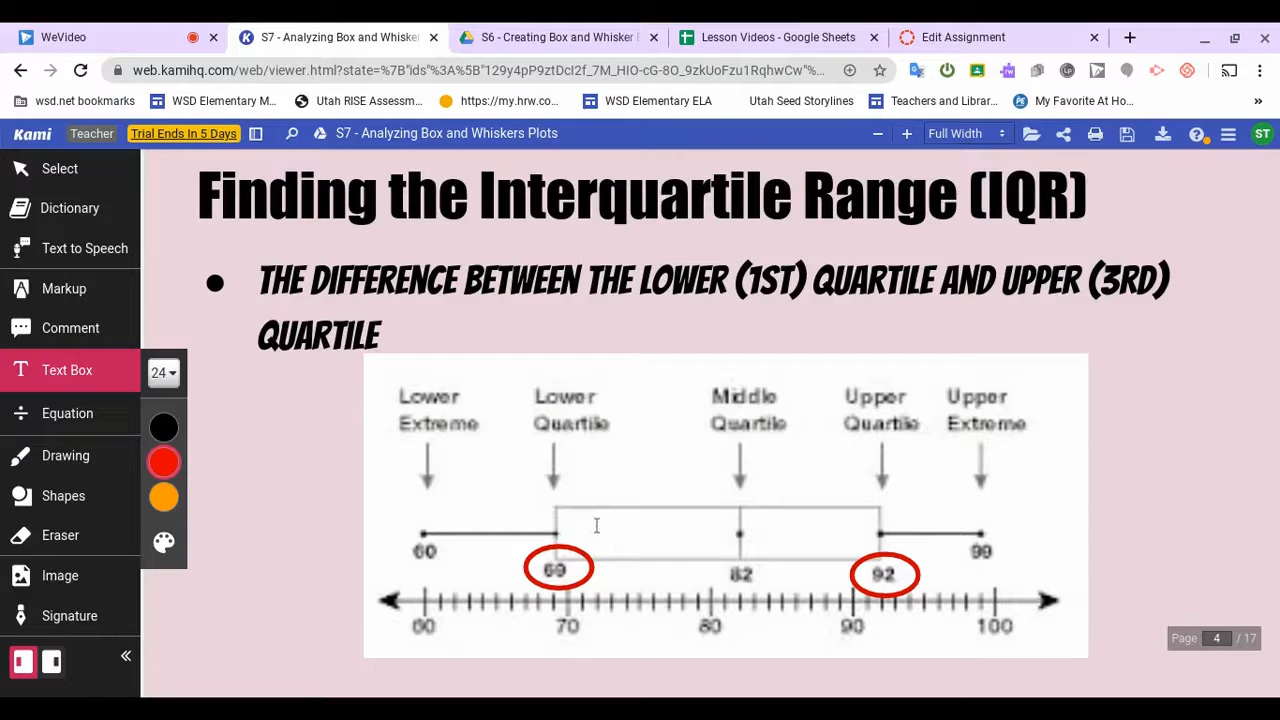 WeVideo
S7 - Analyzing Box and Whisker
S6 - Creating Box and Whisker
Lesson Videos - Google Sheets
Edit Assignment
web.kamihq.com/web/viewer.html?state=%7B"ids"%3A%5B"129y4pP9ztDcI2f_7M_HIO-cG-8O_9zkUoFzu1RqhwCw"%...
wsd.net bookmarks
WSD Elementary M...
Utah RISE Assessm...
https://my.hrw.co...
WSD Elementary ELA
Utah Seed Storylines
Teachers and Librar...
My Favorite At Ho...
»
Kami
Teacher
Trial Ends In 5 Days
S7 - Analyzing Box and Whiskers Plots
Full Width
ST
Select
Dictionary
Text to Speech
Markup
Comment
Text Box
24
Equation
Drawing
Shapes
Eraser
Image
Signature
Finding the Interquartile Range (IQR)
● THE DIFFERENCE BETWEEN THE LOWER (1ST) QUARTILE AND UPPER (3RD)
QUARTILE
Lower Extreme
Lower Quartile
Middle Quartile
Upper Quartile
Upper Extreme
60
69
82
92
99
60 70 80 90 100
Page 4 / 17